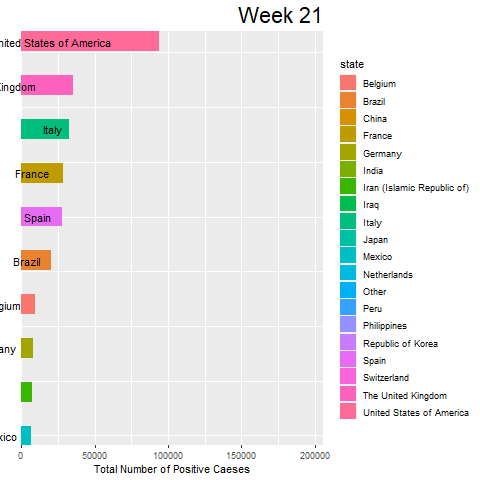 Week 21
nited States of America
Kingdom
Italy
France
Spain
Brazil
gium
any
xico
0
50000
100000
150000
200000
Total Number of Positive Caeses
state
Belgium
Brazil
China
France
Germany
India
Iran (Islamic Republic of)
Iraq
Italy
Japan
Mexico
Netherlands
Other
Peru
Philippines
Republic of Korea
Spain
Switzerland
The United Kingdom
United States of America